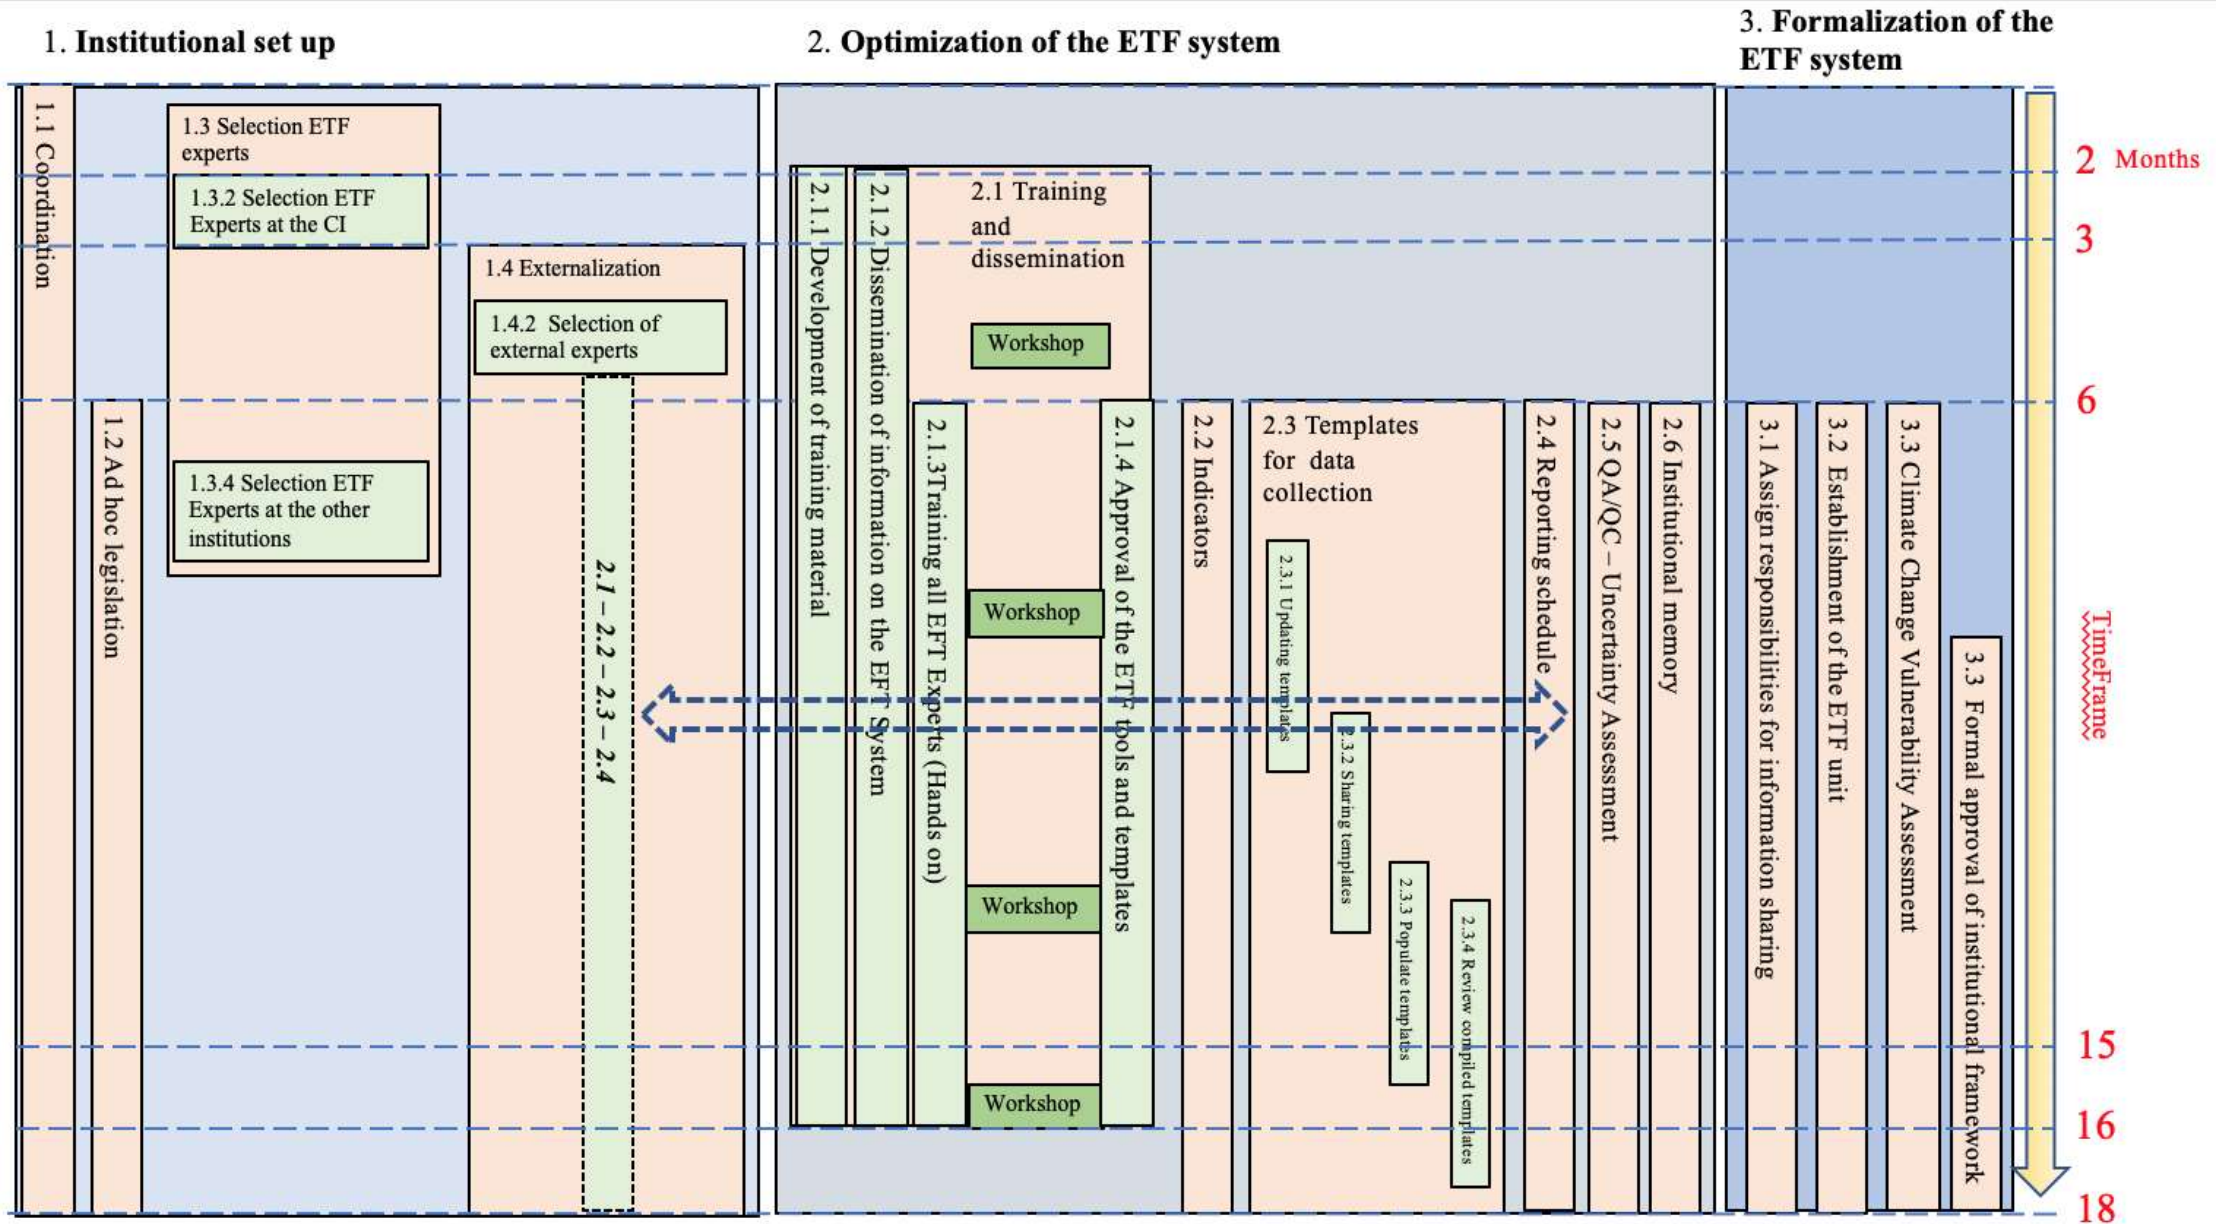 1. Institutional set up
2. Optimization of the ETF system
3. Formalization of the
ETF system
1.1 Coordination
1.2 Ad hoc legislation
1.3 Selection ETF
experts
1.3.2 Selection ETF
Experts at the CI
1.3.4 Selection ETF
Experts at the other
institutions
1.4 Externalization
1.4.2 Selection of
external experts
2.1 – 2.2 – 2.3 – 2.4
2.1.1 Development of training material
2.1.2 Dissemination of information on the EFT System
2.1 Training
and
dissemination
Workshop
2.1.3Training all EFT Experts (Hands on)
Workshop
Workshop
Workshop
2.1.4 Approval of the ETF tools and templates
2.2 Indicators
2.3 Templates
for data
collection
2.3.1 Updating templates
2.3.2 Sharing templates
2.3.3 Populate templates
2.3.4 Review compiled templates
2.4 Reporting schedule
2.5 QA/QC – Uncertainty Assessment
2.6 Institutional memory
3.1 Assign responsibilities for information sharing
3.2 Establishment of the ETF unit
3.3 Climate Change Vulnerability Assessment
3.3 Formal approval of institutional framework
2 Months
3
6
TimeFrame
15
16
18